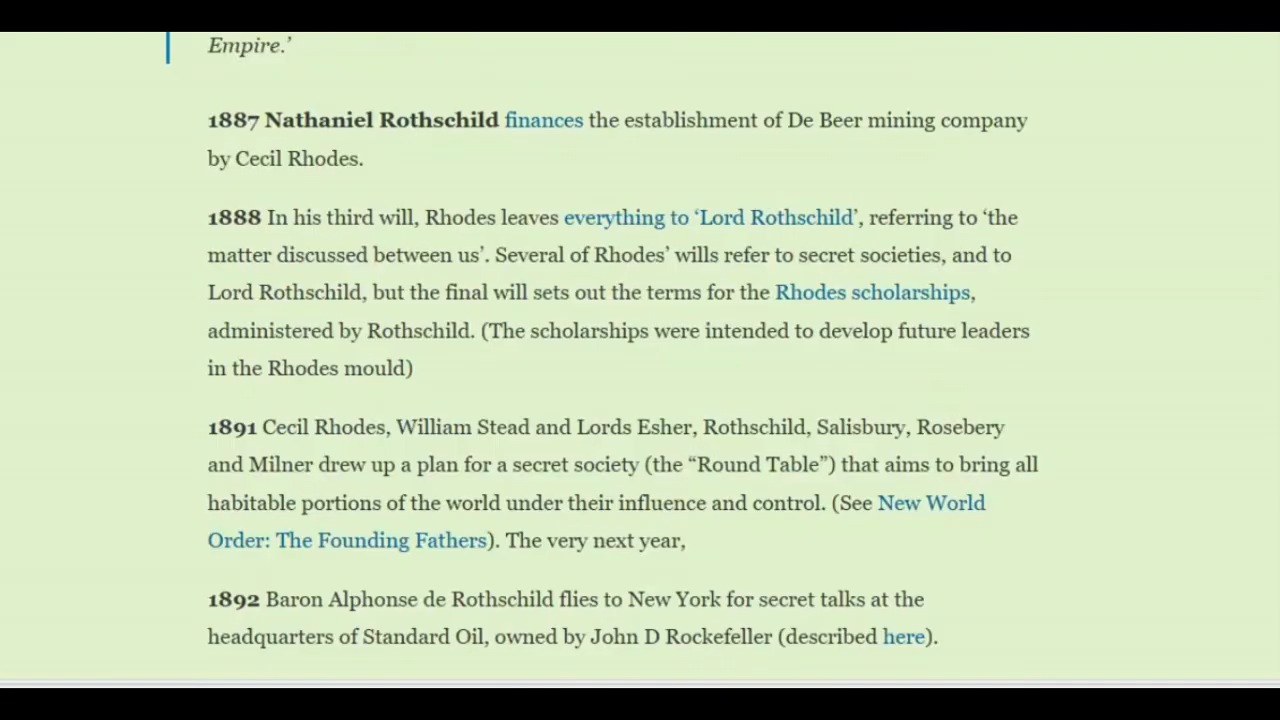 Empire.’
1887 Nathaniel Rothschild finances the establishment of De Beer mining company
by Cecil Rhodes.
1888 In his third will, Rhodes leaves everything to ‘Lord Rothschild’, referring to ‘the
matter discussed between us’. Several of Rhodes’ wills refer to secret societies, and to
Lord Rothschild, but the final will sets out the terms for the Rhodes scholarships,
administered by Rothschild. (The scholarships were intended to develop future leaders
in the Rhodes mould)
1891 Cecil Rhodes, William Stead and Lords Esher, Rothschild, Salisbury, Rosebery
and Milner drew up a plan for a secret society (the “Round Table”) that aims to bring all
habitable portions of the world under their influence and control. (See New World
Order: The Founding Fathers). The very next year,
1892 Baron Alphonse de Rothschild flies to New York for secret talks at the
headquarters of Standard Oil, owned by John D Rockefeller (described here).